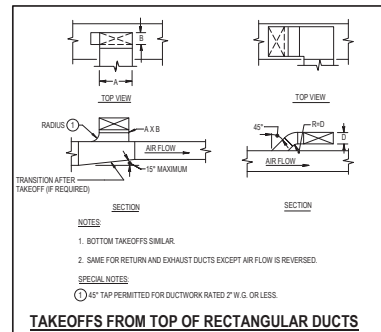 B
A
TOP VIEW
TOP VIEW
RADIUS 1
A X B
AIR FLOW
15° MAXIMUM
TRANSITION AFTER
TAKEOFF (IF REQUIRED)
SECTION
45°
R=D
D
AIR FLOW
SECTION
NOTES:
1. BOTTOM TAKEOFFS SIMILAR.
2. SAME FOR RETURN AND EXHAUST DUCTS EXCEPT AIR FLOW IS REVERSED.
SPECIAL NOTES:
1 45° TAP PERMITTED FOR DUCTWORK RATED 2" W.G. OR LESS.
TAKEOFFS FROM TOP OF RECTANGULAR DUCTS